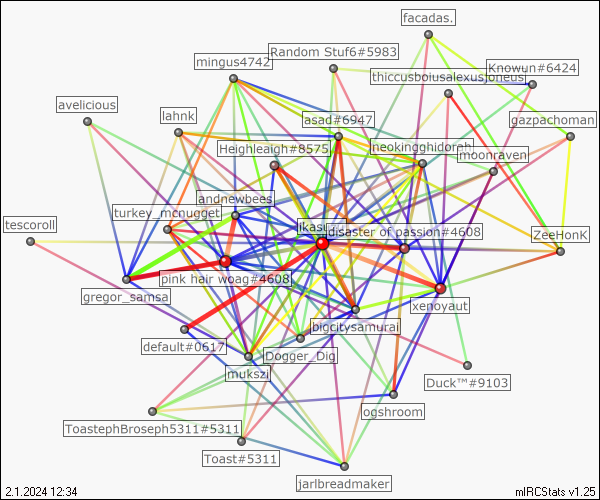 facadas.
Random Stuf6#5983
mingus4742
Knowun#6424
thiccusboiusalexusjoneus
avelicious
lahnk
asad#6947
gazpachoman
Heighleigh#8575
neokingghidorah
moonraven
andnewbees
turkey_mcnugget
tescoroll
disaster of passion#4608
ZeeHonK
pink hair woag#4608
gregor_samsa
xenoyaut
bigcitysamurai
default#0617
Dogger_Dig
mukszi
Duck™#9103
ogshroom
ToastephBroseph5311#5311
Toast#5311
jarlbreadmaker
2.1.2024 12:34
mIRCStats v1.25